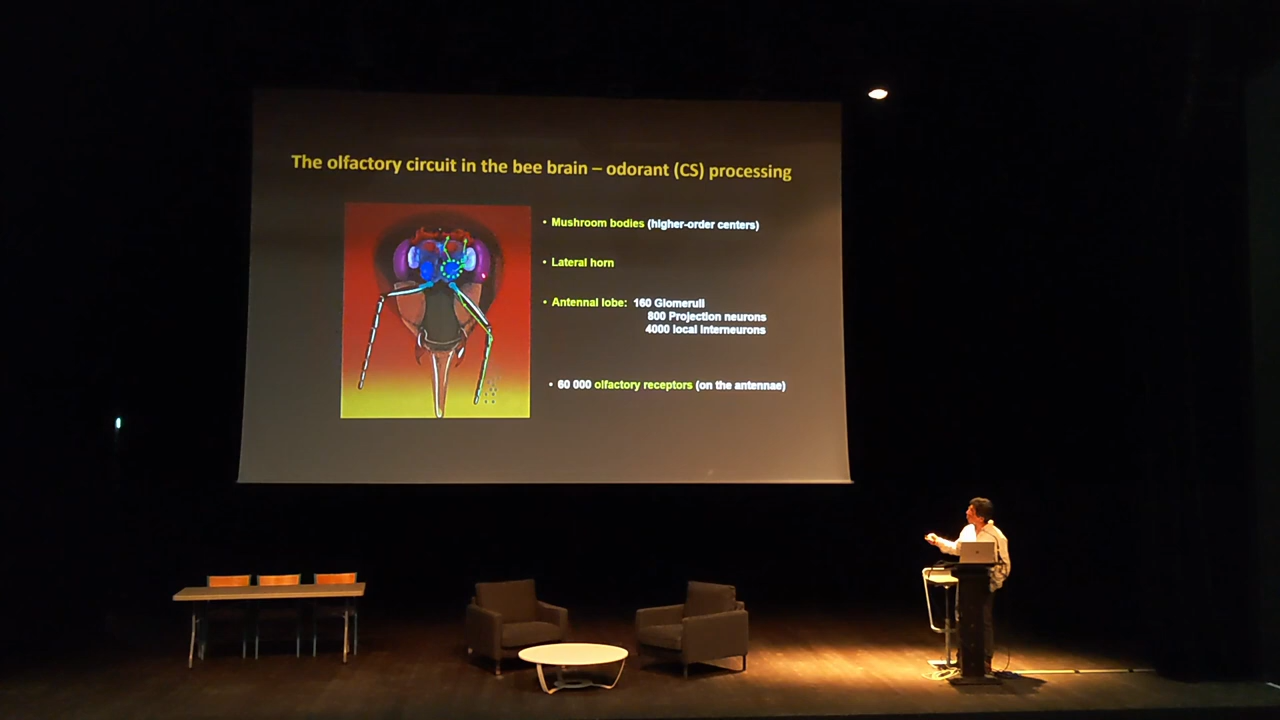 The olfactory circuit in the bee brain – odorant (CS) processing
• Mushroom bodies (higher-order centers)
• Lateral horn
• Antennal lobe: 160 Glomeruli
800 Projection neurons
4000 local interneurons
• 60 000 olfactory receptors (on the antennae)